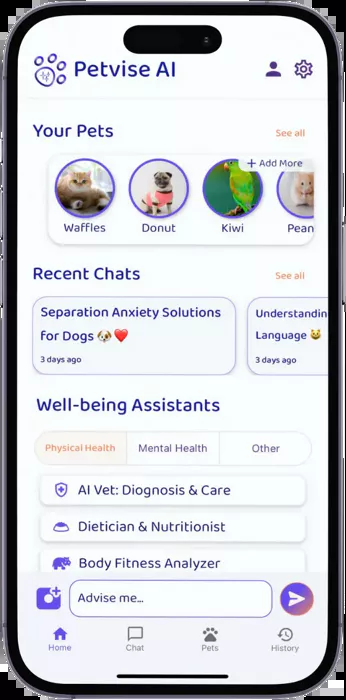 Petvise AI
Your Pets
See all
+ Add More
Waffles
Donut
Kiwi
Pean
Recent Chats
See all
Separation Anxiety Solutions
for Dogs 🐶❤️
3 days ago
Understandin
Language 😺
3 days ago
Well-being Assistants
Physical Health
Mental Health
Other
AI Vet: Diognosis & Care
Dietician & Nutritionist
Body Fitness Analyzer
Advise me...
Home
Chat
Pets
History